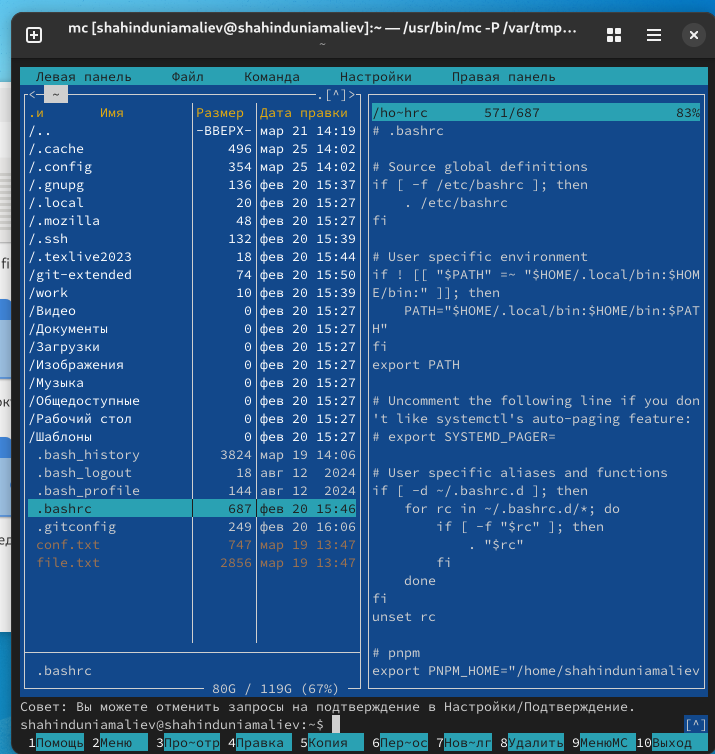 mc [shahinduniamaliev@shahinduniamaliev]:~ — /usr/bin/mc -P /var/tmp…
~
Левая панель Файл Команда Настройки Правая панель
<─ ~ .[^]>
.и Имя Размер Дата правки
/.. -ВВЕРХ- мар 21 14:19
/.cache 496 мар 25 14:02
/.config 354 мар 25 14:02
/.gnupg 136 фев 20 15:37
/.local 20 фев 20 15:27
/.mozilla 48 фев 20 15:27
/.ssh 132 фев 20 15:39
/.texlive2023 18 фев 20 15:44
/git-extended 74 фев 20 15:50
/work 10 фев 20 15:39
/Видео 0 фев 20 15:27
/Документы 0 фев 20 15:27
/Загрузки 0 фев 20 15:27
/Изображения 0 фев 20 15:27
/Музыка 0 фев 20 15:27
/Общедоступные 0 фев 20 15:27
/Рабочий стол 0 фев 20 15:27
/Шаблоны 0 фев 20 15:27
.bash_history 3824 мар 19 14:06
.bash_logout 18 авг 12 2024
.bash_profile 144 авг 12 2024
.bashrc 687 фев 20 15:46
.gitconfig 249 фев 20 16:06
conf.txt 747 мар 19 13:47
file.txt 2856 мар 19 13:47
.bashrc
80G / 119G (67%)
/ho~hrc 571/687 83%
# .bashrc
# Source global definitions
if [ -f /etc/bashrc ]; then
. /etc/bashrc
fi
# User specific environment
if ! [[ "$PATH" =~ "$HOME/.local/bin:$HOM
E/bin:" ]]; then
PATH="$HOME/.local/bin:$HOME/bin:$PAT
H"
fi
export PATH
# Uncomment the following line if you don
't like systemctl's auto-paging feature:
# export SYSTEMD_PAGER=
# User specific aliases and functions
if [ -d ~/.bashrc.d ]; then
for rc in ~/.bashrc.d/*; do
if [ -f "$rc" ]; then
. "$rc"
fi
done
fi
unset rc
# pnpm
export PNPM_HOME="/home/shahinduniamaliev
Совет: Вы можете отменить запросы на подтверждение в Настройки/Подтверждение.
shahinduniamaliev@shahinduniamaliev:~$ [^]
1Помощь 2Меню 3Про~отр 4Правка 5Копия 6Пер~ос 7Нов~лг 8Удалить 9МенюМС 10Выход